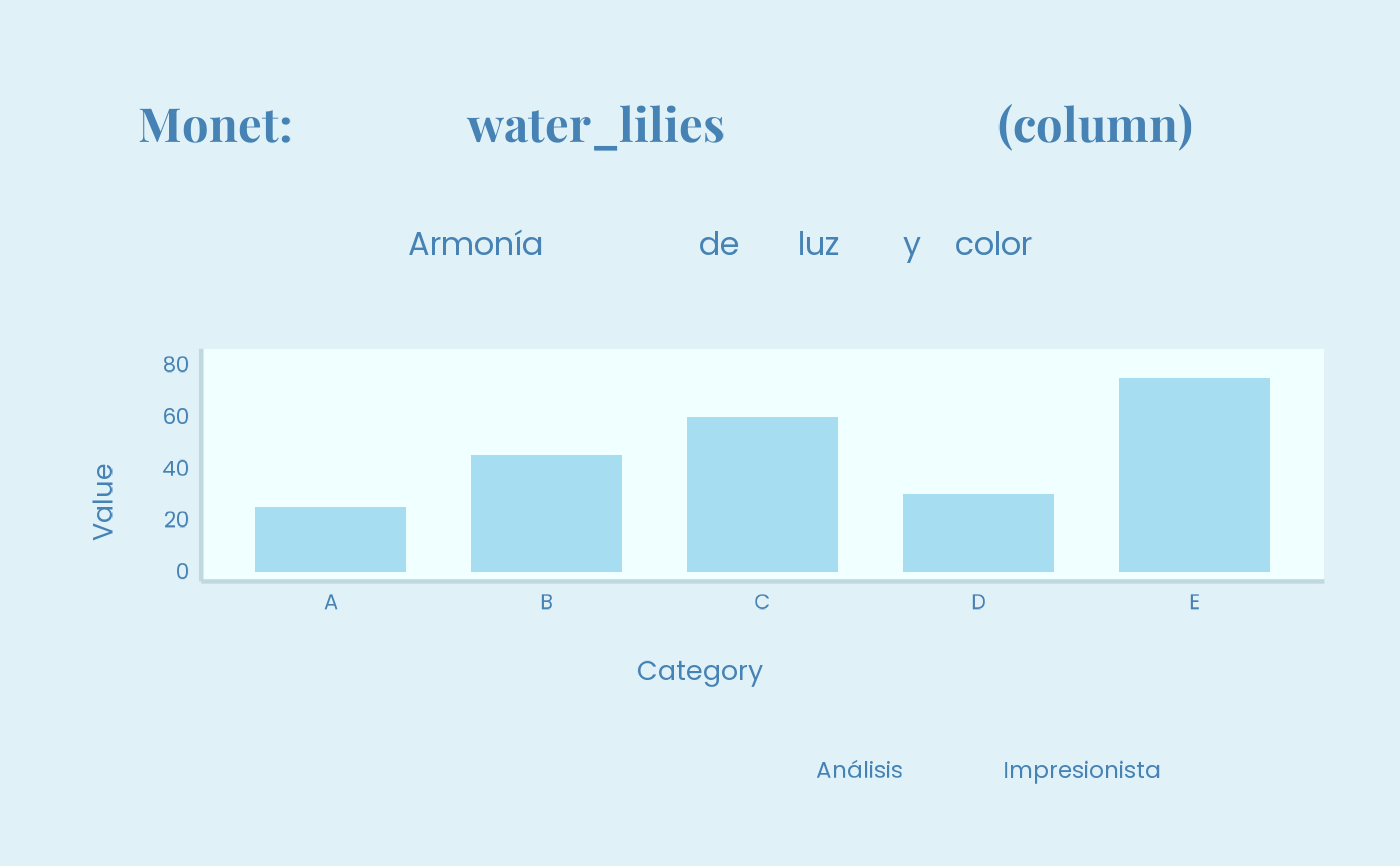 Monet: water_lilies (column)
Armonía de luz y color
80
60
40
20
0
Value
A B C D E
Category
Análisis Impresionista